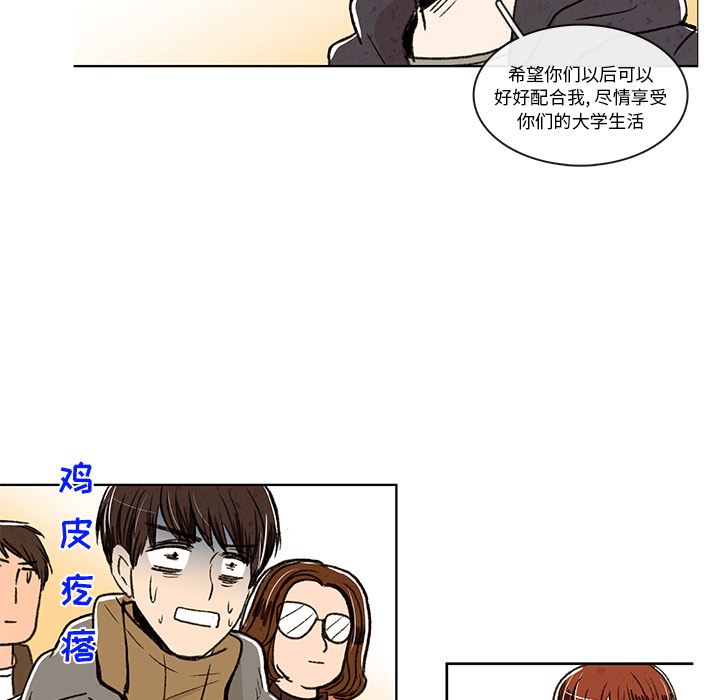 希望你们以后可以
好好配合我, 尽情享受
你们的大学生活
鸡皮疙瘩